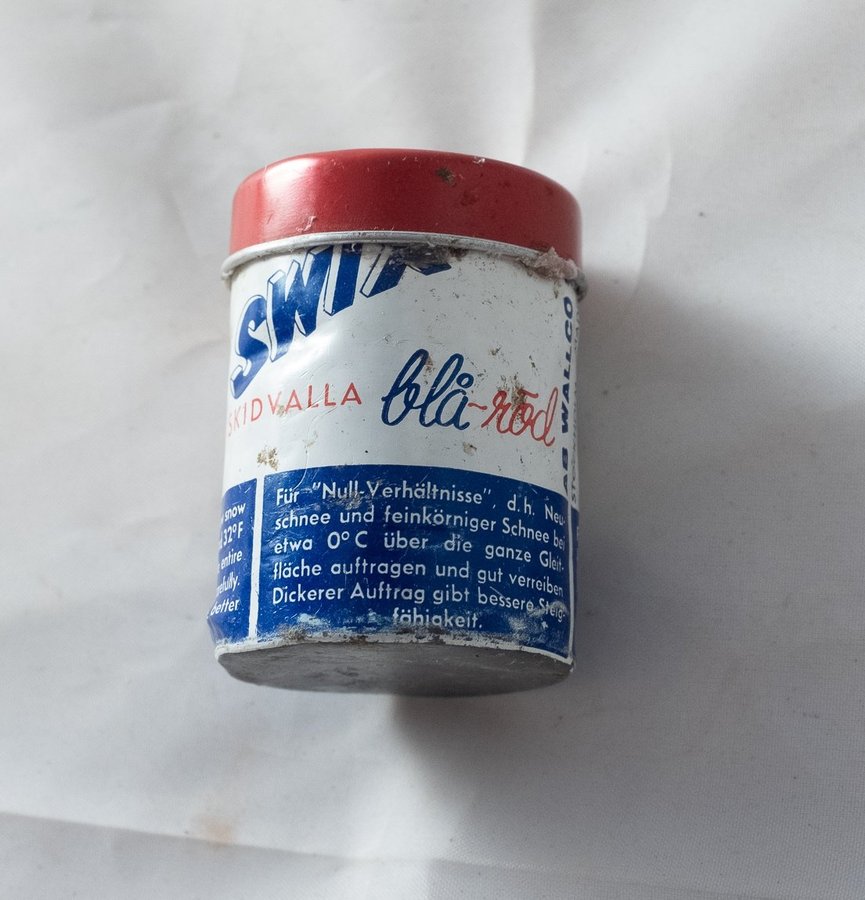 SWIX
SKIDVALLA blå-röd
snow
32°F
entire
better
Für "Null-Verhältnisse", d.h. Neu-
schnee und feinkörniger Schnee bei
etwa 0°C über die ganze Gleit-
fläche auftragen und gut verreiben
Dickerer Auftrag gibt bessere Steig-
fähigkeit.
AB WALLCO